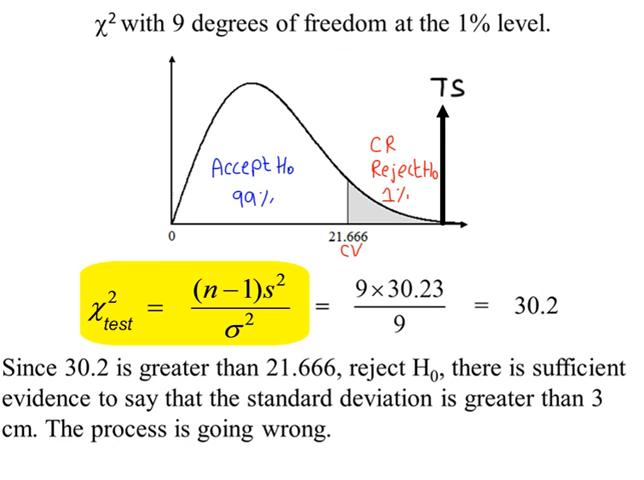 χ² with 9 degrees of freedom at the 1% level.
TS
CR
Accept H₀
Reject H₀
99%
1%
0
21.666
CV
χ²test = (n − 1)s² / σ² = 9 × 30.23 / 9 = 30.2
Since 30.2 is greater than 21.666, reject H₀, there is sufficient
evidence to say that the standard deviation is greater than 3
cm. The process is going wrong.